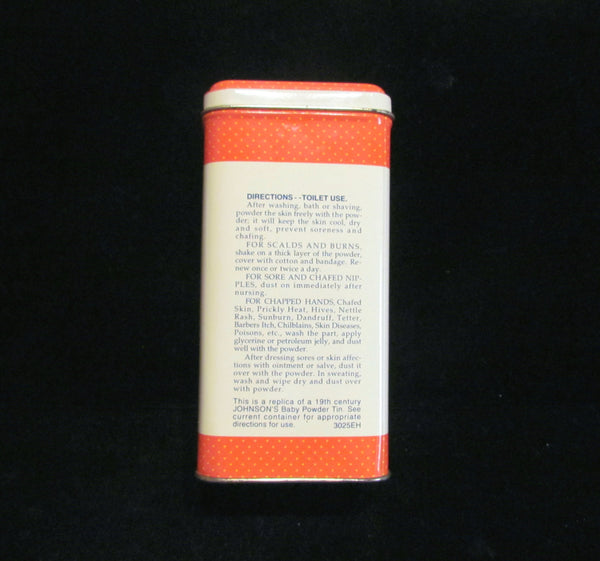 DIRECTIONS--TOILET USE.
After washing, bath or shaving,
powder the skin freely with the pow-
der; it will keep the skin cool, dry
and soft, prevent soreness and
chafing.
FOR SCALDS AND BURNS,
shake on a thick layer of the powder,
cover with cotton and bandage. Re-
new once or twice a day.
FOR SORE AND CHAFED NIP-
PLES, dust on immediately after
nursing.
FOR CHAPPED HANDS, Chafed
Skin, Prickly Heat, Hives, Nettle
Rash, Sunburn, Dandruff, Tetter,
Barbers Itch, Chilblains, Skin Diseases,
Poisons, etc., wash the part, apply
glycerine or petroleum jelly, and dust
well with the powder.
After dressing sores or skin affec-
tions with ointment or salve, dust it
over with the powder. In sweating,
wash and wipe dry and dust over
with powder.
This is a replica of a 19th century
JOHNSON'S Baby Powder Tin. See
current container for appropriate
directions for use. 3025EH